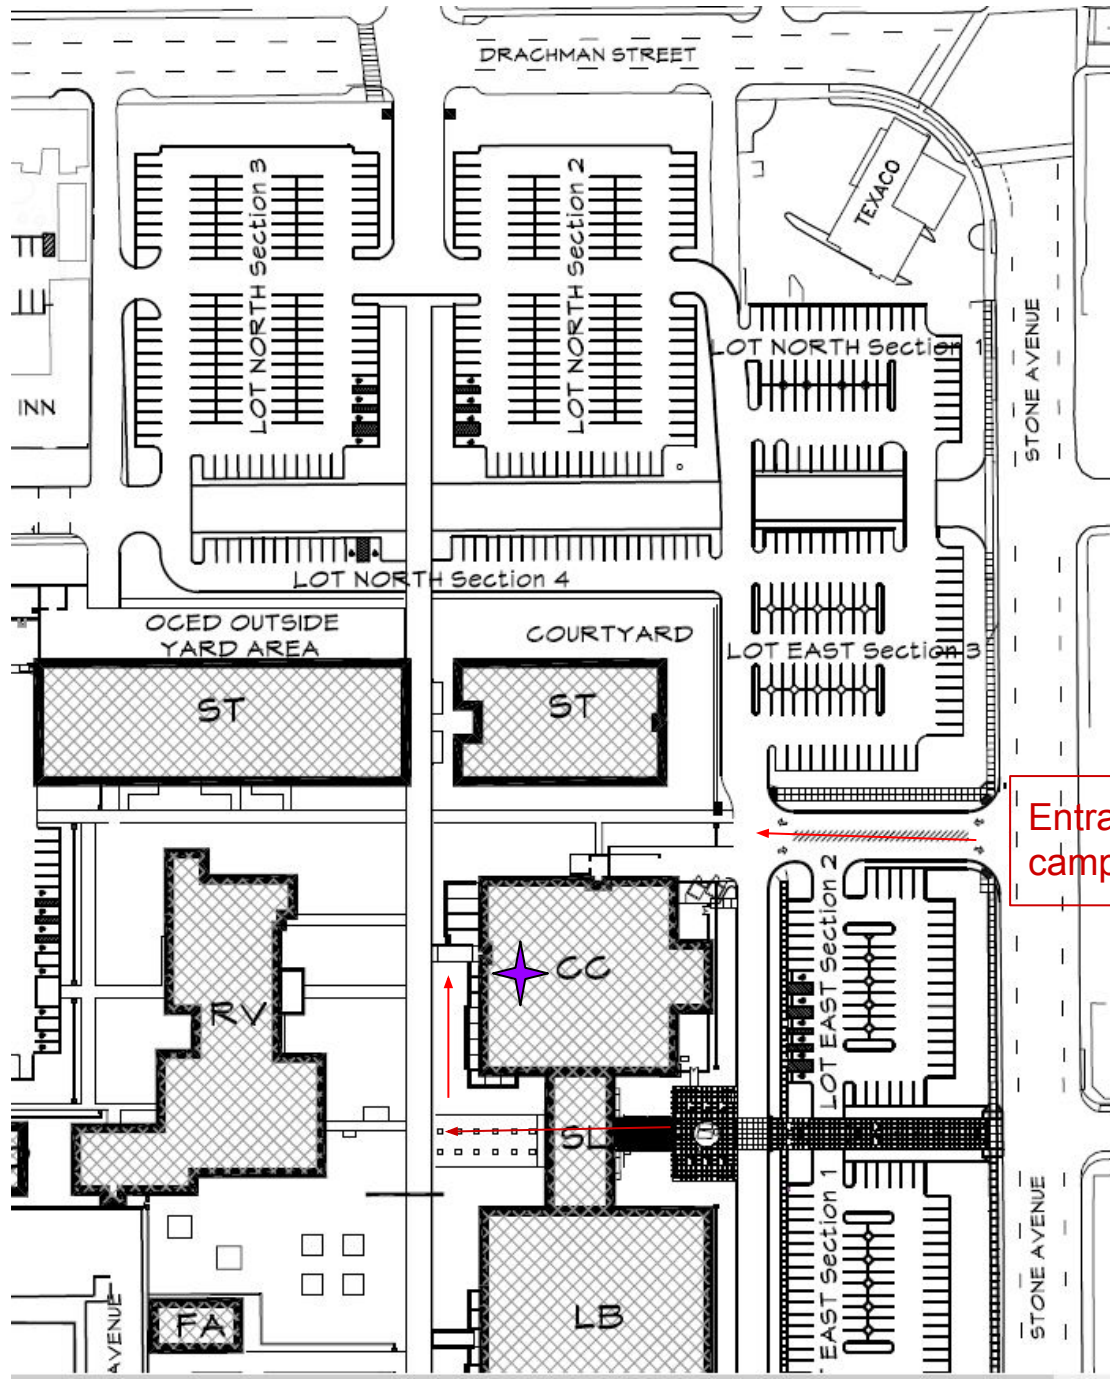 DRACHMAN STREET
TEXACO
LOT NORTH Section 3
LOT NORTH Section 2
STONE AVENUE
LOT NORTH Section 1
INN
LOT NORTH Section 4
OCED OUTSIDE
YARD AREA
COURTYARD
LOT EAST Section 3
ST
ST
Entra
camp
LOT EAST Section 2
CC
RV
SL
EAST Section 1
STONE AVENUE
AVENUE
FA
LB